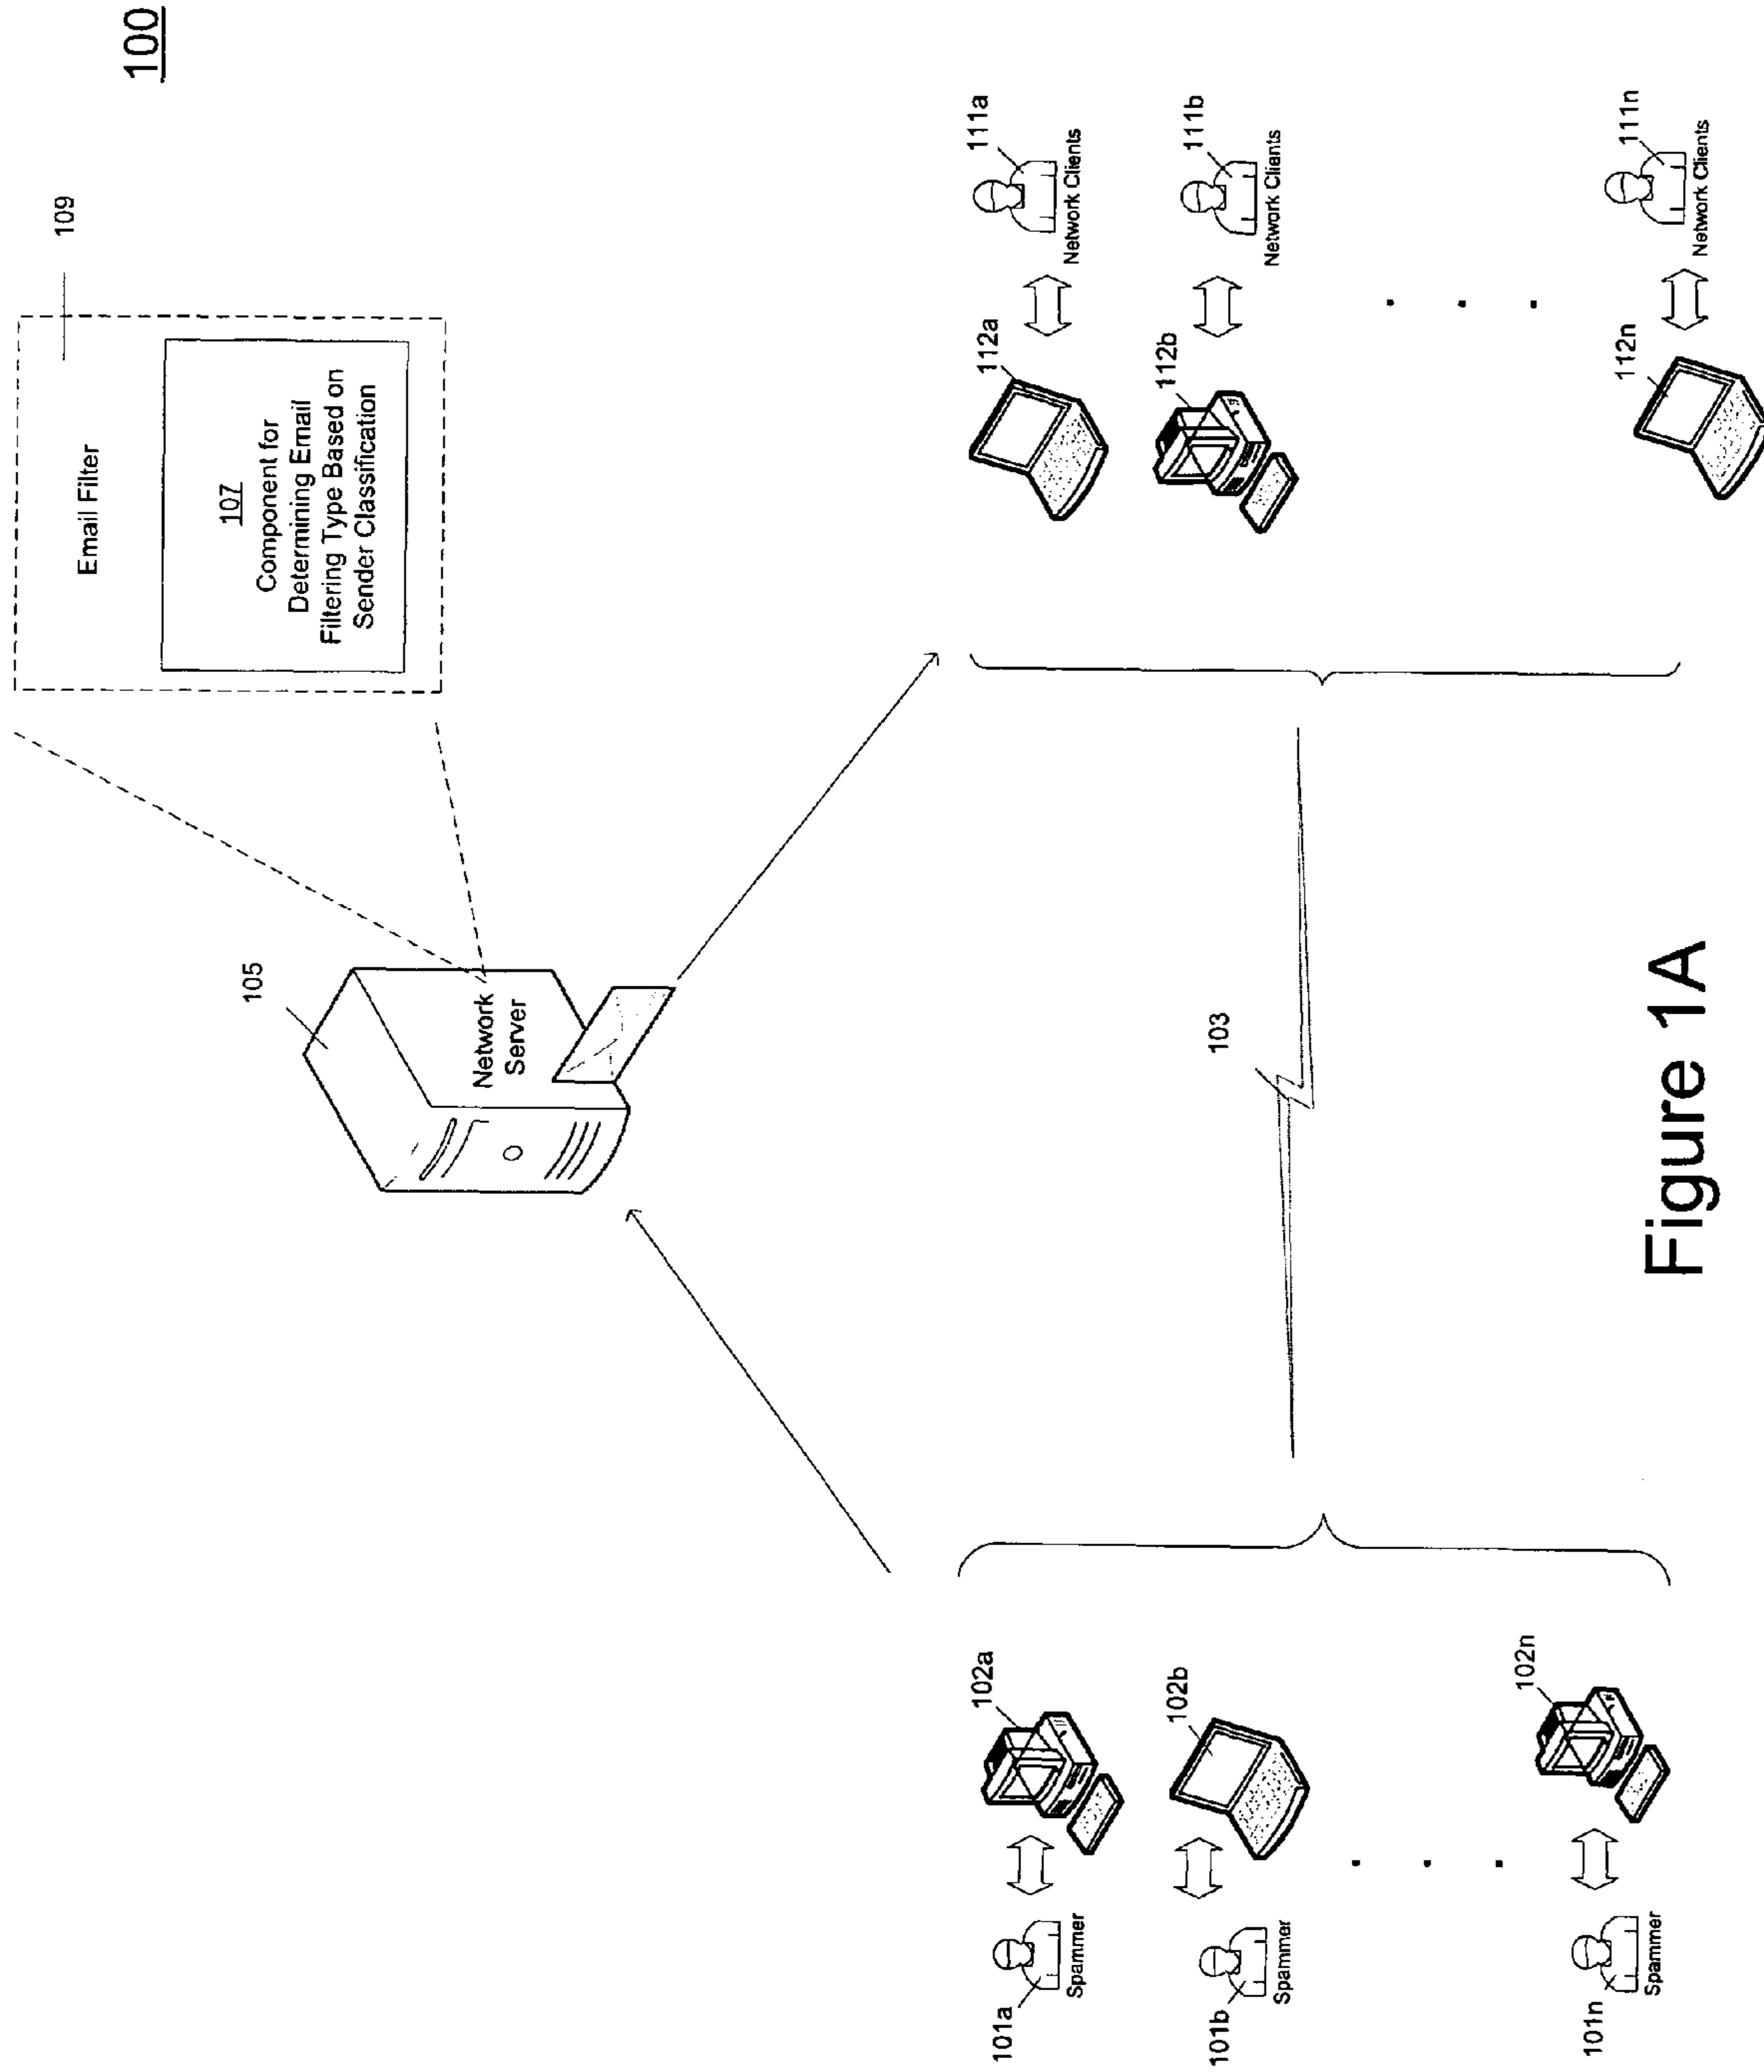 100
109
Email Filter
107
Component for
Determining Email
Filtering Type Based on
Sender Classification
105
Network
Server
103
101a
Spammer
102a
112a
111a
Network Clients
101b
Spammer
102b
112b
111b
Network Clients
101n
Spammer
102n
112n
111n
Network Clients
Figure 1A